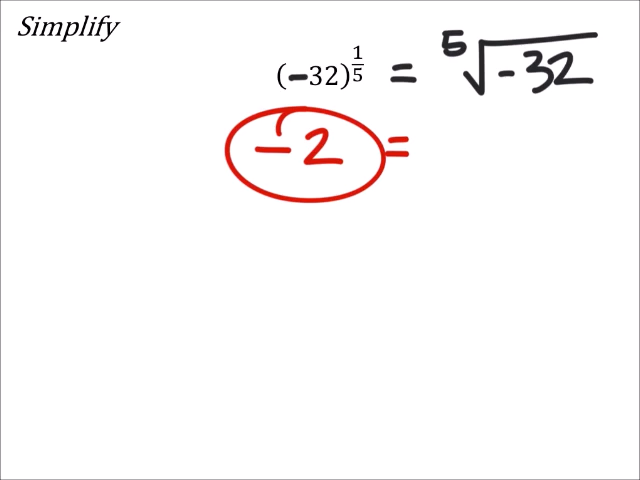 Simplify
(-32)^{1/5} = ⁵√-32
-2 =